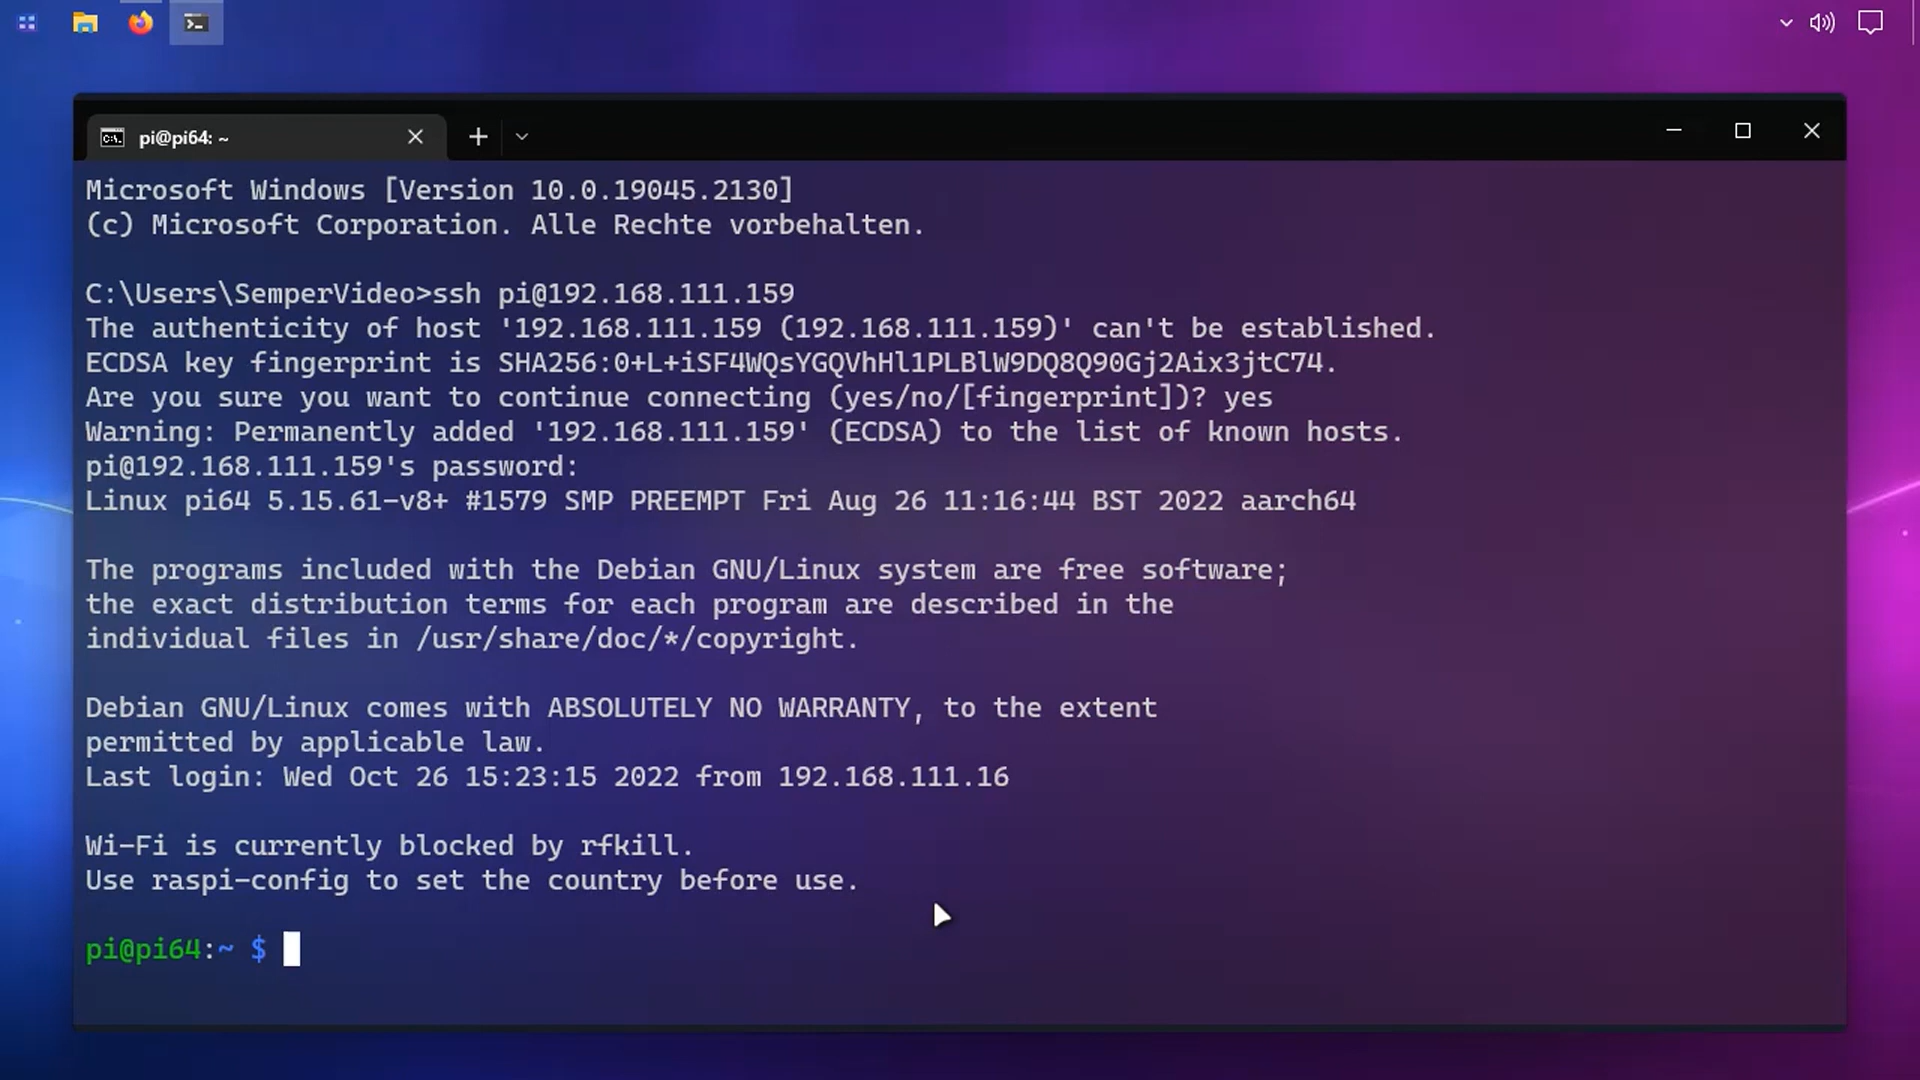 pi@pi64: ~
Microsoft Windows [Version 10.0.19045.2130]
(c) Microsoft Corporation. Alle Rechte vorbehalten.
C:\Users\SemperVideo>ssh pi@192.168.111.159
The authenticity of host '192.168.111.159 (192.168.111.159)' can't be established.
ECDSA key fingerprint is SHA256:0+L+iSF4WQsYGQVhHl1PLBlW9DQ8Q90Gj2Aix3jtC74.
Are you sure you want to continue connecting (yes/no/[fingerprint])? yes
Warning: Permanently added '192.168.111.159' (ECDSA) to the list of known hosts.
pi@192.168.111.159's password:
Linux pi64 5.15.61-v8+ #1579 SMP PREEMPT Fri Aug 26 11:16:44 BST 2022 aarch64
The programs included with the Debian GNU/Linux system are free software;
the exact distribution terms for each program are described in the
individual files in /usr/share/doc/*/copyright.
Debian GNU/Linux comes with ABSOLUTELY NO WARRANTY, to the extent
permitted by applicable law.
Last login: Wed Oct 26 15:23:15 2022 from 192.168.111.16
Wi-Fi is currently blocked by rfkill.
Use raspi-config to set the country before use.
pi@pi64:~ $